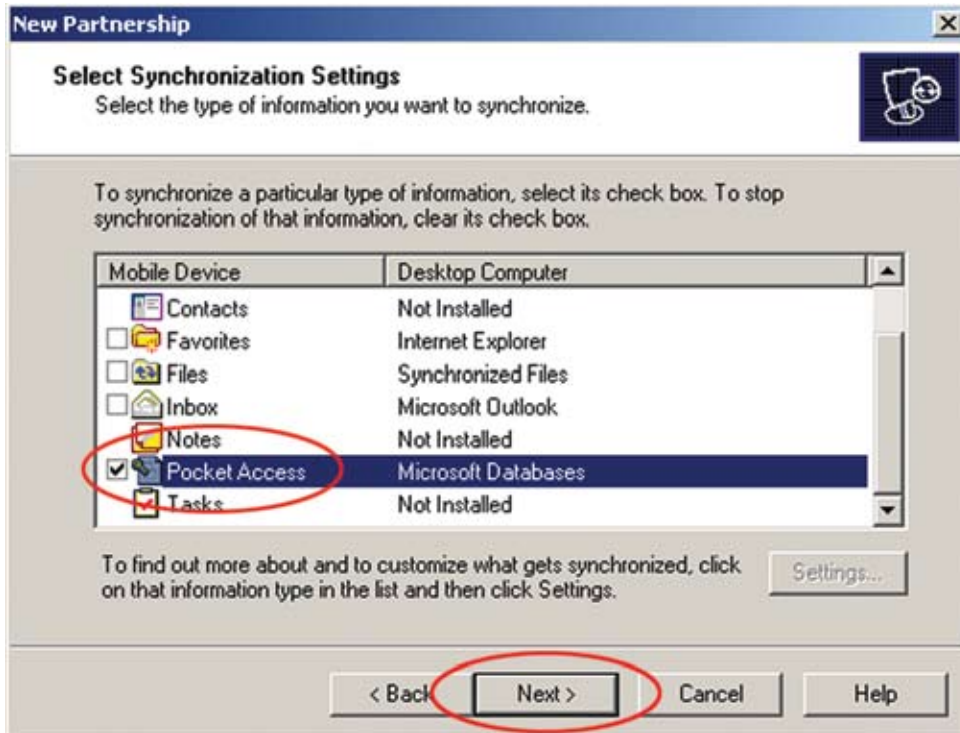 New Partnership
Select Synchronization Settings
Select the type of information you want to synchronize.
To synchronize a particular type of information, select its check box. To stop
synchronization of that information, clear its check box.
Mobile Device Desktop Computer
Contacts Not Installed
Favorites Internet Explorer
Files Synchronized Files
Inbox Microsoft Outlook
Notes Not Installed
Pocket Access Microsoft Databases
Tasks Not Installed
To find out more about and to customize what gets synchronized, click
on that information type in the list and then click Settings.
Settings...
< Back Next > Cancel Help